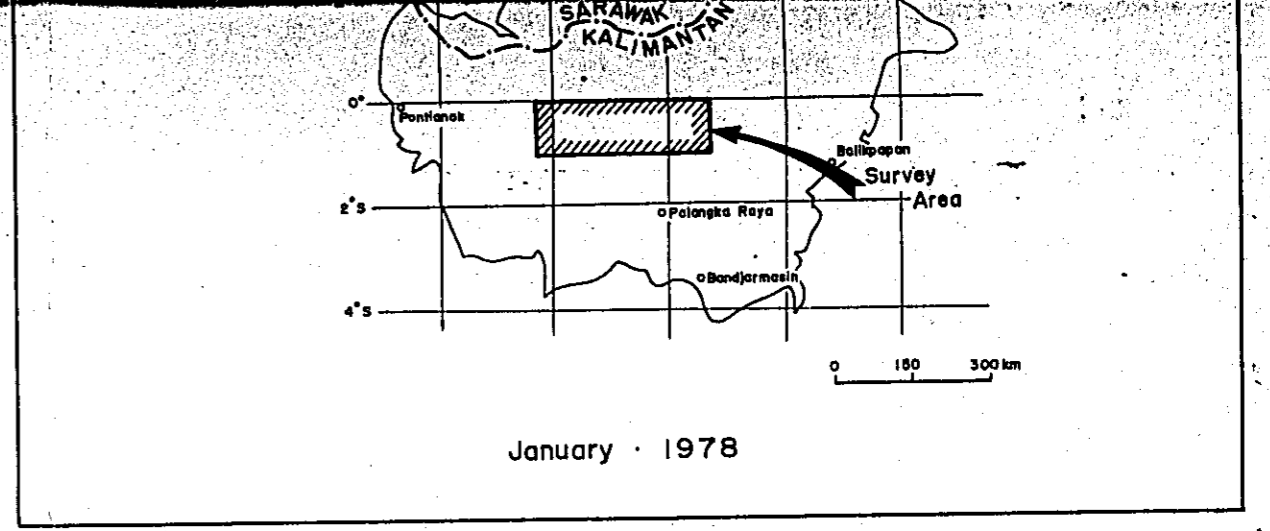 SARAWAK
KALIMANTAN
0°
Pontianak
Balikpapan
Survey
Area
2°S
Palangka Raya
Bandjarmasin
4°S
0 150 300 km
January · 1978